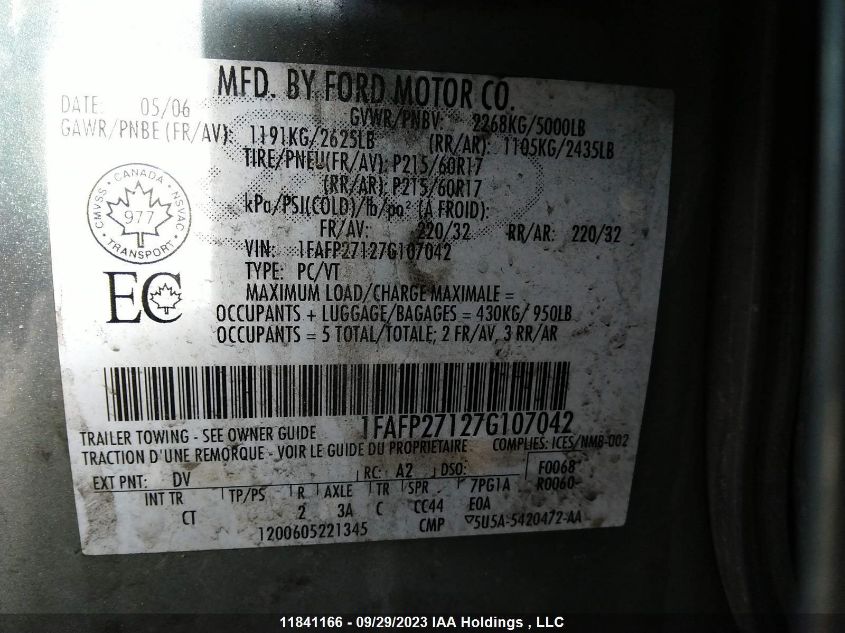 MFD. BY FORD MOTOR CO.
DATE: 05/06 GVWR/PNBV: 2268KG/5000LB
GAWR/PNBE (FR/AV): 1191KG/2625LB (RR/AR): 1105KG/2435LB
TIRE/PNEU(FR/AV): P215/60R17
(RR/AR): P215/60R17
kPa/PSI(COLD)/lb/po² (À FROID):
FR/AV: 220/32 RR/AR: 220/32
VIN: 1FAFP27127G107042
TYPE: PC/VT
MAXIMUM LOAD/CHARGE MAXIMALE =
OCCUPANTS + LUGGAGE/BAGAGES = 430KG/ 950LB
OCCUPANTS = 5 TOTAL/TOTALE; 2 FR/AV, 3 RR/AR
CMVSS · CANADA · NSVAC
977
TRANSPORT
EC
1FAFP27127G107042
TRAILER TOWING - SEE OWNER GUIDE COMPLIES: ICES/NMB-002
TRACTION D'UNE REMORQUE - VOIR LE GUIDE DU PROPRIETAIRE
EXT PNT: DV RC: A2 DSO: F0068
INT TR TP/PS R AXLE TR SPR 7PG1A R0060
CT 2 3A C CC44 E0A
1200605221345 CMP ▽5U5A-5420472-AA
11841166 - 09/29/2023 IAA Holdings , LLC